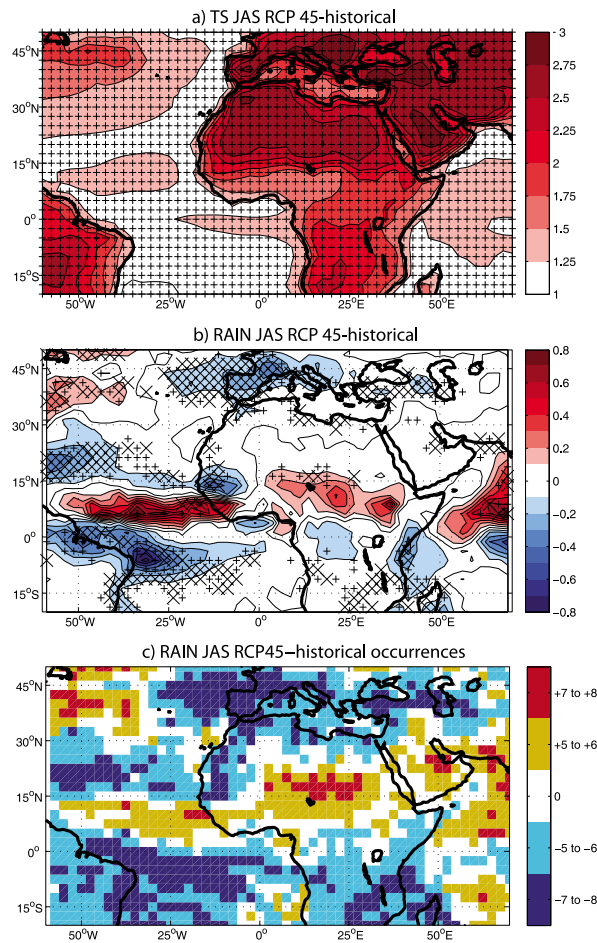 a) TS JAS RCP 45-historical
45°N
30°N
15°N
0°
15°S
50°W
25°W
0°
25°E
50°E
3
2.75
2.5
2.25
2
1.75
1.5
1.25
1
b) RAIN JAS RCP 45-historical
45°N
30°N
15°N
0°
15°S
50°W
25°W
0°
25°E
50°E
0.8
0.6
0.4
0.2
0
−0.2
−0.4
−0.6
−0.8
c) RAIN JAS RCP45−historical occurrences
45°N
30°N
15°N
0°
15°S
50°W
25°W
0°
25°E
50°E
+7 to +8
+5 to +6
0
−5 to −6
−7 to −8